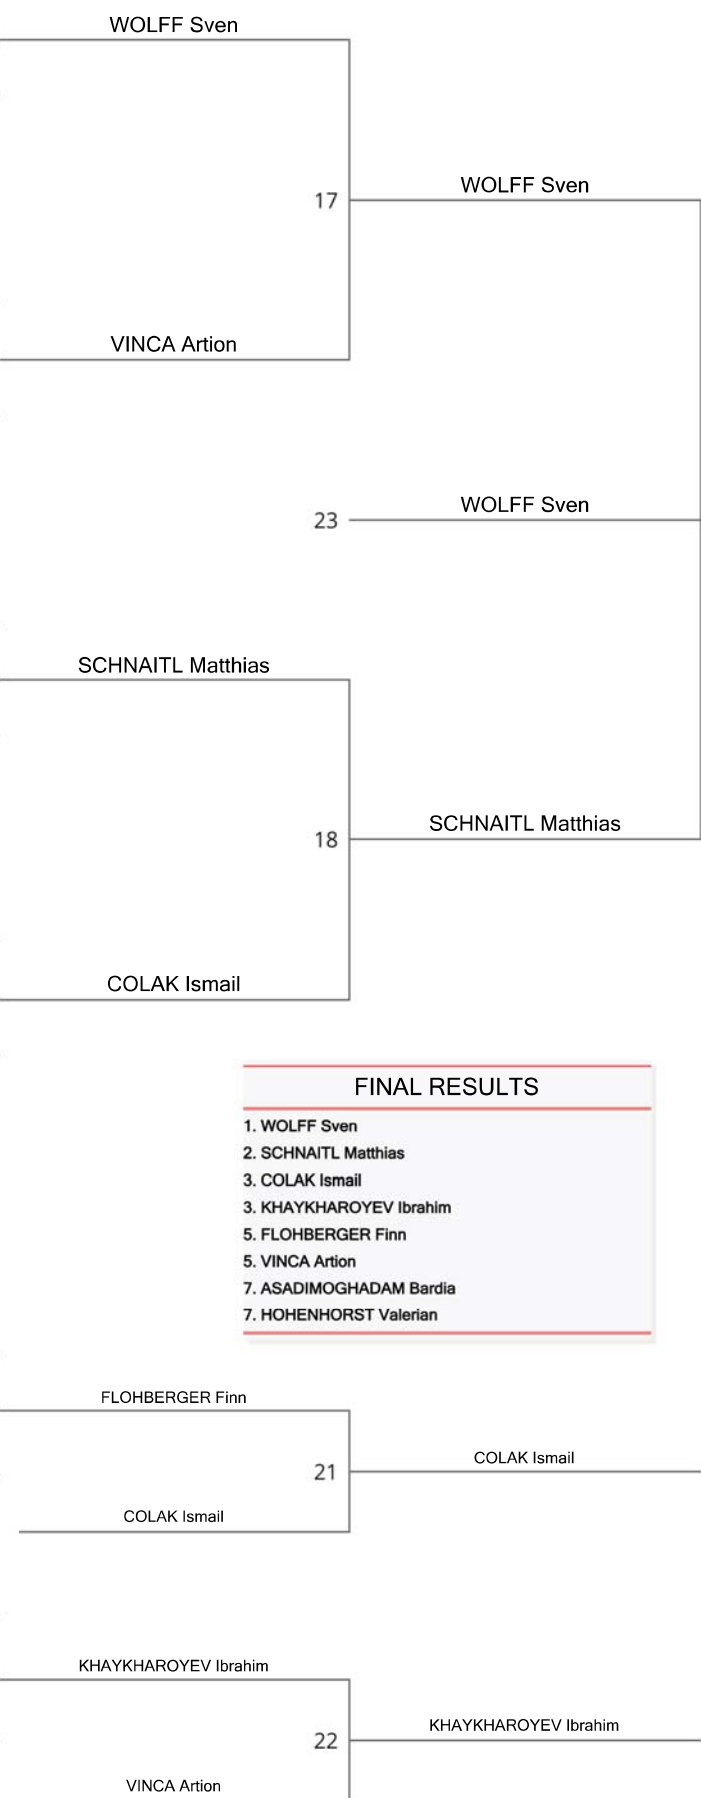 WOLFF Sven
WOLFF Sven
17
VINCA Artion
WOLFF Sven
23
SCHNAITL Matthias
SCHNAITL Matthias
18
COLAK Ismail
FINAL RESULTS
1. WOLFF Sven
2. SCHNAITL Matthias
3. COLAK Ismail
3. KHAYKHAROYEV Ibrahim
5. FLOHBERGER Finn
5. VINCA Artion
7. ASADIMOGHADAM Bardia
7. HOHENHORST Valerian
FLOHBERGER Finn
COLAK Ismail
21
COLAK Ismail
KHAYKHAROYEV Ibrahim
KHAYKHAROYEV Ibrahim
22
VINCA Artion